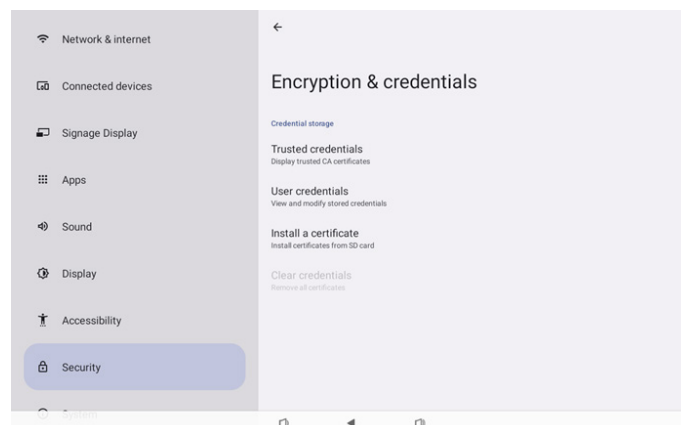 Network & internet
Connected devices
Signage Display
Apps
Sound
Display
Accessibility
Security
System
Encryption & credentials
Credential storage
Trusted credentials
Display trusted CA certificates
User credentials
View and modify stored credentials
Install a certificate
Install certificates from SD card
Clear credentials
Remove all certificates